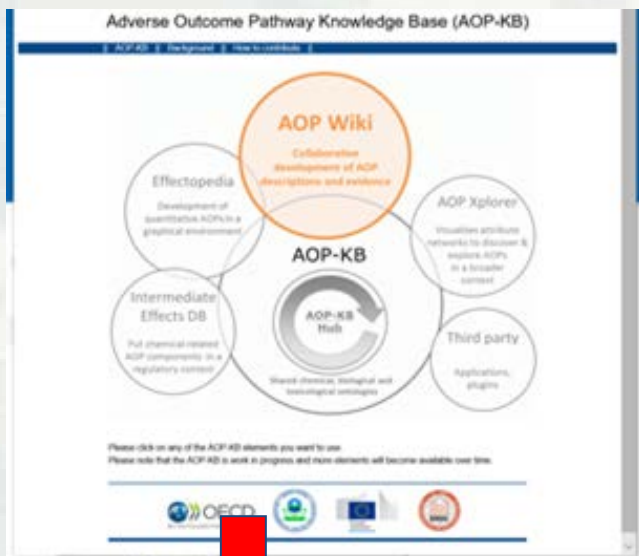 Adverse Outcome Pathway Knowledge Base (AOP-KB)
|| AOP-KB || Background || How to contribute ||
AOP Wiki
Collaborative
development of AOP
descriptions and evidence
Effectopedia
Development of
quantitative AOPs in a
graphical environment
AOP Xplorer
Visualises attribute
networks to discover &
explore AOPs
in a broader
context
AOP-KB
AOP-KB
Hub
Shared chemical, biological and
toxicological ontologies
Intermediate
Effects DB
Put chemical-related
AOP components in a
regulatory context
Third party
Applications,
plugins
Please click on any of the AOP-KB elements you want to use
Please note that the AOP-KB is work in progress and more elements will become available over time.
OECD